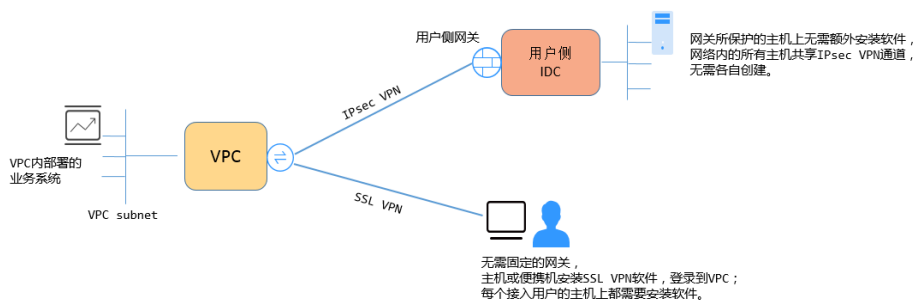 用户侧网关
用户侧
IDC
网关所保护的主机上无需额外安装软件，
网络内的所有主机共享IPsec VPN通道，
无需各自创建。
IPsec VPN
VPC
VPC内部署的
业务系统
VPC subnet
SSL VPN
无需固定的网关，
主机或便携机安装SSL VPN软件，登录到VPC；
每个接入用户的主机上都需要安装软件。